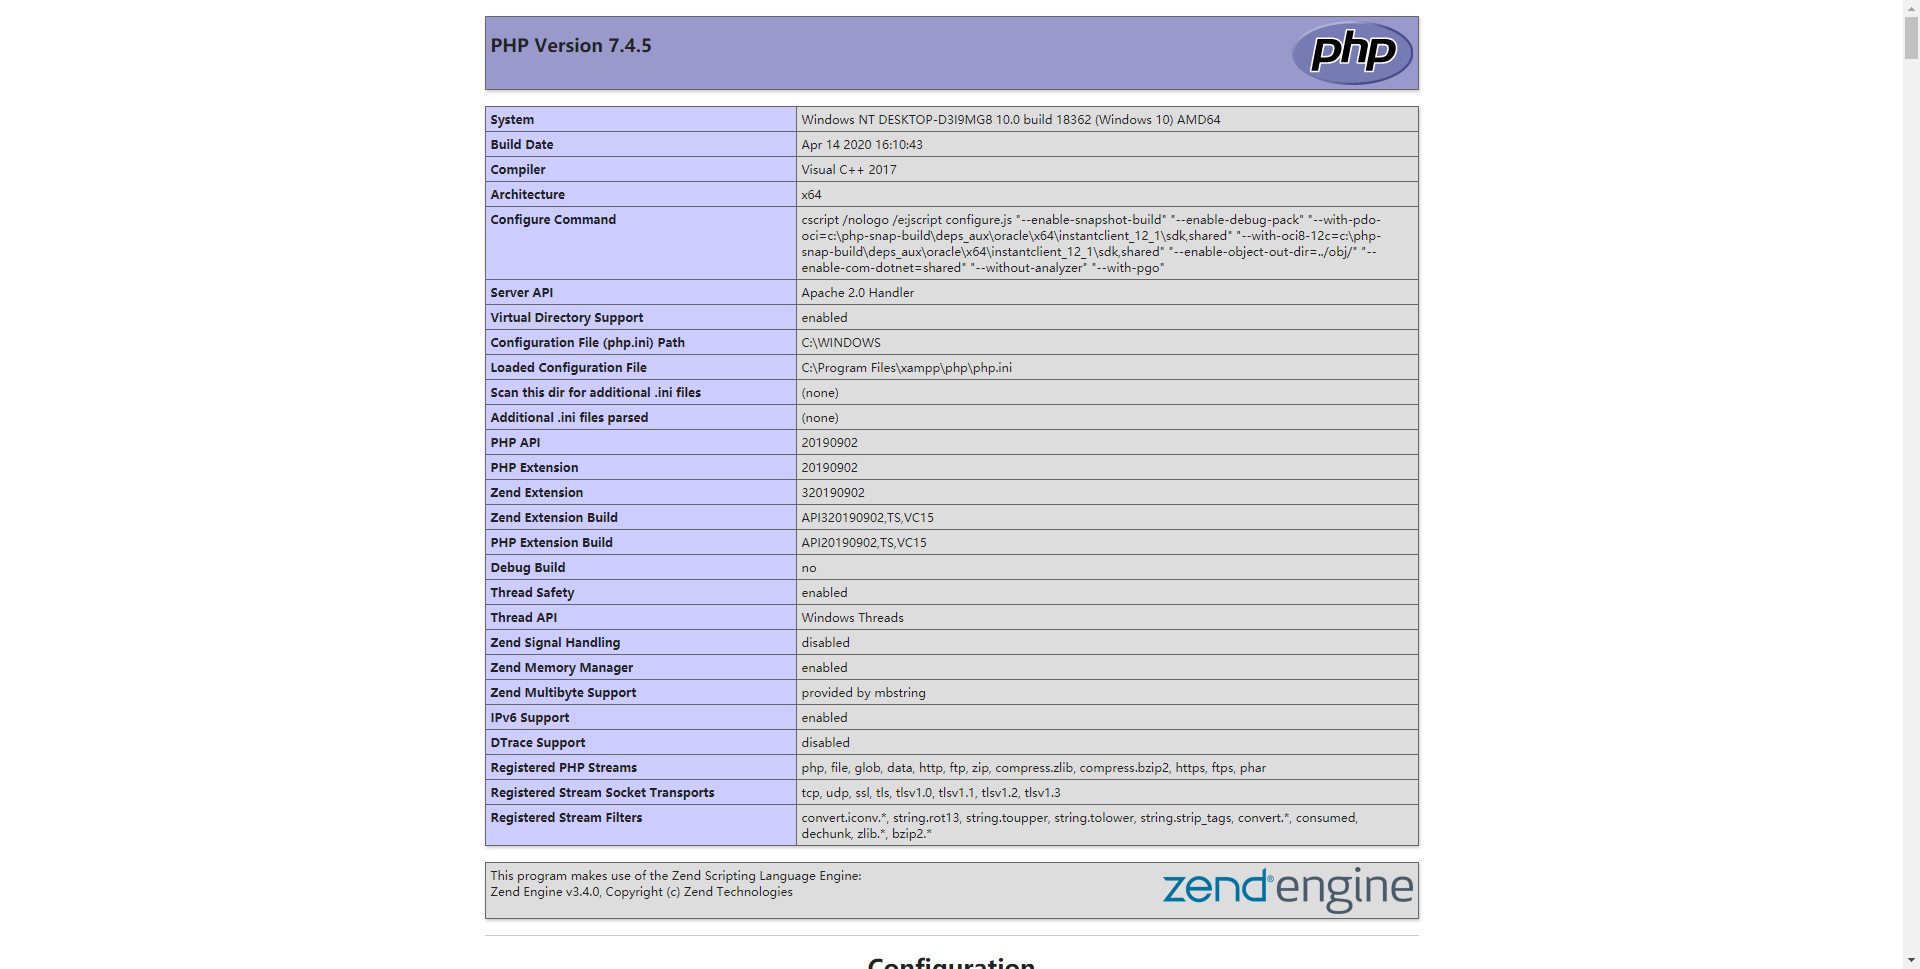 PHP Version 7.4.5
php
System Windows NT DESKTOP-D3I9MG8 10.0 build 18362 (Windows 10) AMD64
Build Date Apr 14 2020 16:10:43
Compiler Visual C++ 2017
Architecture x64
Configure Command cscript /nologo /e:jscript configure.js "--enable-snapshot-build" "--enable-debug-pack" "--with-pdo-
oci=c:\php-snap-build\deps_aux\oracle\x64\instantclient_12_1\sdk,shared" "--with-oci8-12c=c:\php-
snap-build\deps_aux\oracle\x64\instantclient_12_1\sdk,shared" "--enable-object-out-dir=../obj/" "--
enable-com-dotnet=shared" "--without-analyzer" "--with-pgo"
Server API Apache 2.0 Handler
Virtual Directory Support enabled
Configuration File (php.ini) Path C:\WINDOWS
Loaded Configuration File C:\Program Files\xampp\php\php.ini
Scan this dir for additional .ini files (none)
Additional .ini files parsed (none)
PHP API 20190902
PHP Extension 20190902
Zend Extension 320190902
Zend Extension Build API320190902,TS,VC15
PHP Extension Build API20190902,TS,VC15
Debug Build no
Thread Safety enabled
Thread API Windows Threads
Zend Signal Handling disabled
Zend Memory Manager enabled
Zend Multibyte Support provided by mbstring
IPv6 Support enabled
DTrace Support disabled
Registered PHP Streams php, file, glob, data, http, ftp, zip, compress.zlib, compress.bzip2, https, ftps, phar
Registered Stream Socket Transports tcp, udp, ssl, tls, tlsv1.0, tlsv1.1, tlsv1.2, tlsv1.3
Registered Stream Filters convert.iconv.*, string.rot13, string.toupper, string.tolower, string.strip_tags, convert.*, consumed,
dechunk, zlib.*, bzip2.*
This program makes use of the Zend Scripting Language Engine:
Zend Engine v3.4.0, Copyright (c) Zend Technologies
zend®engine
Configuration